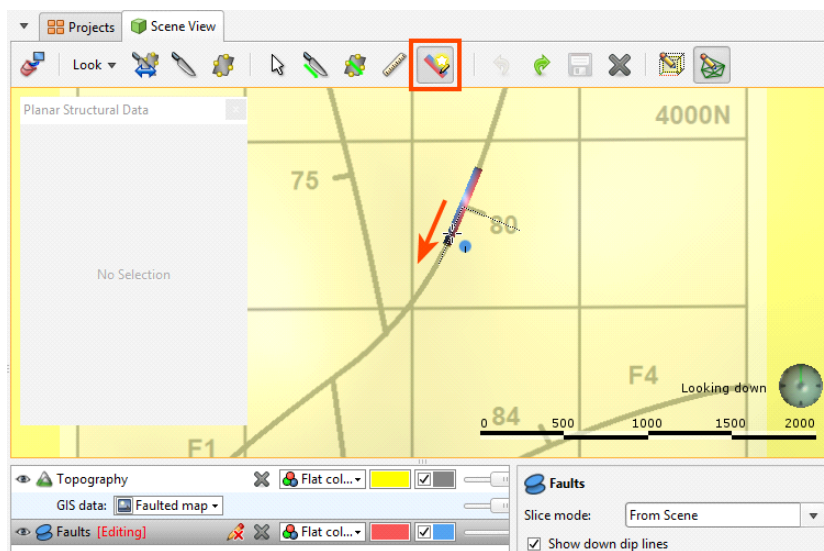 Projects Scene View
Look
Planar Structural Data
x
No Selection
4000N
75
80
F4
Looking down
84
0 500 1000 1500 2000
F1
Topography Flat col...
GIS data: Faulted map
Faults [Editing] Flat col...
Faults
Slice mode: From Scene
Show down dip lines